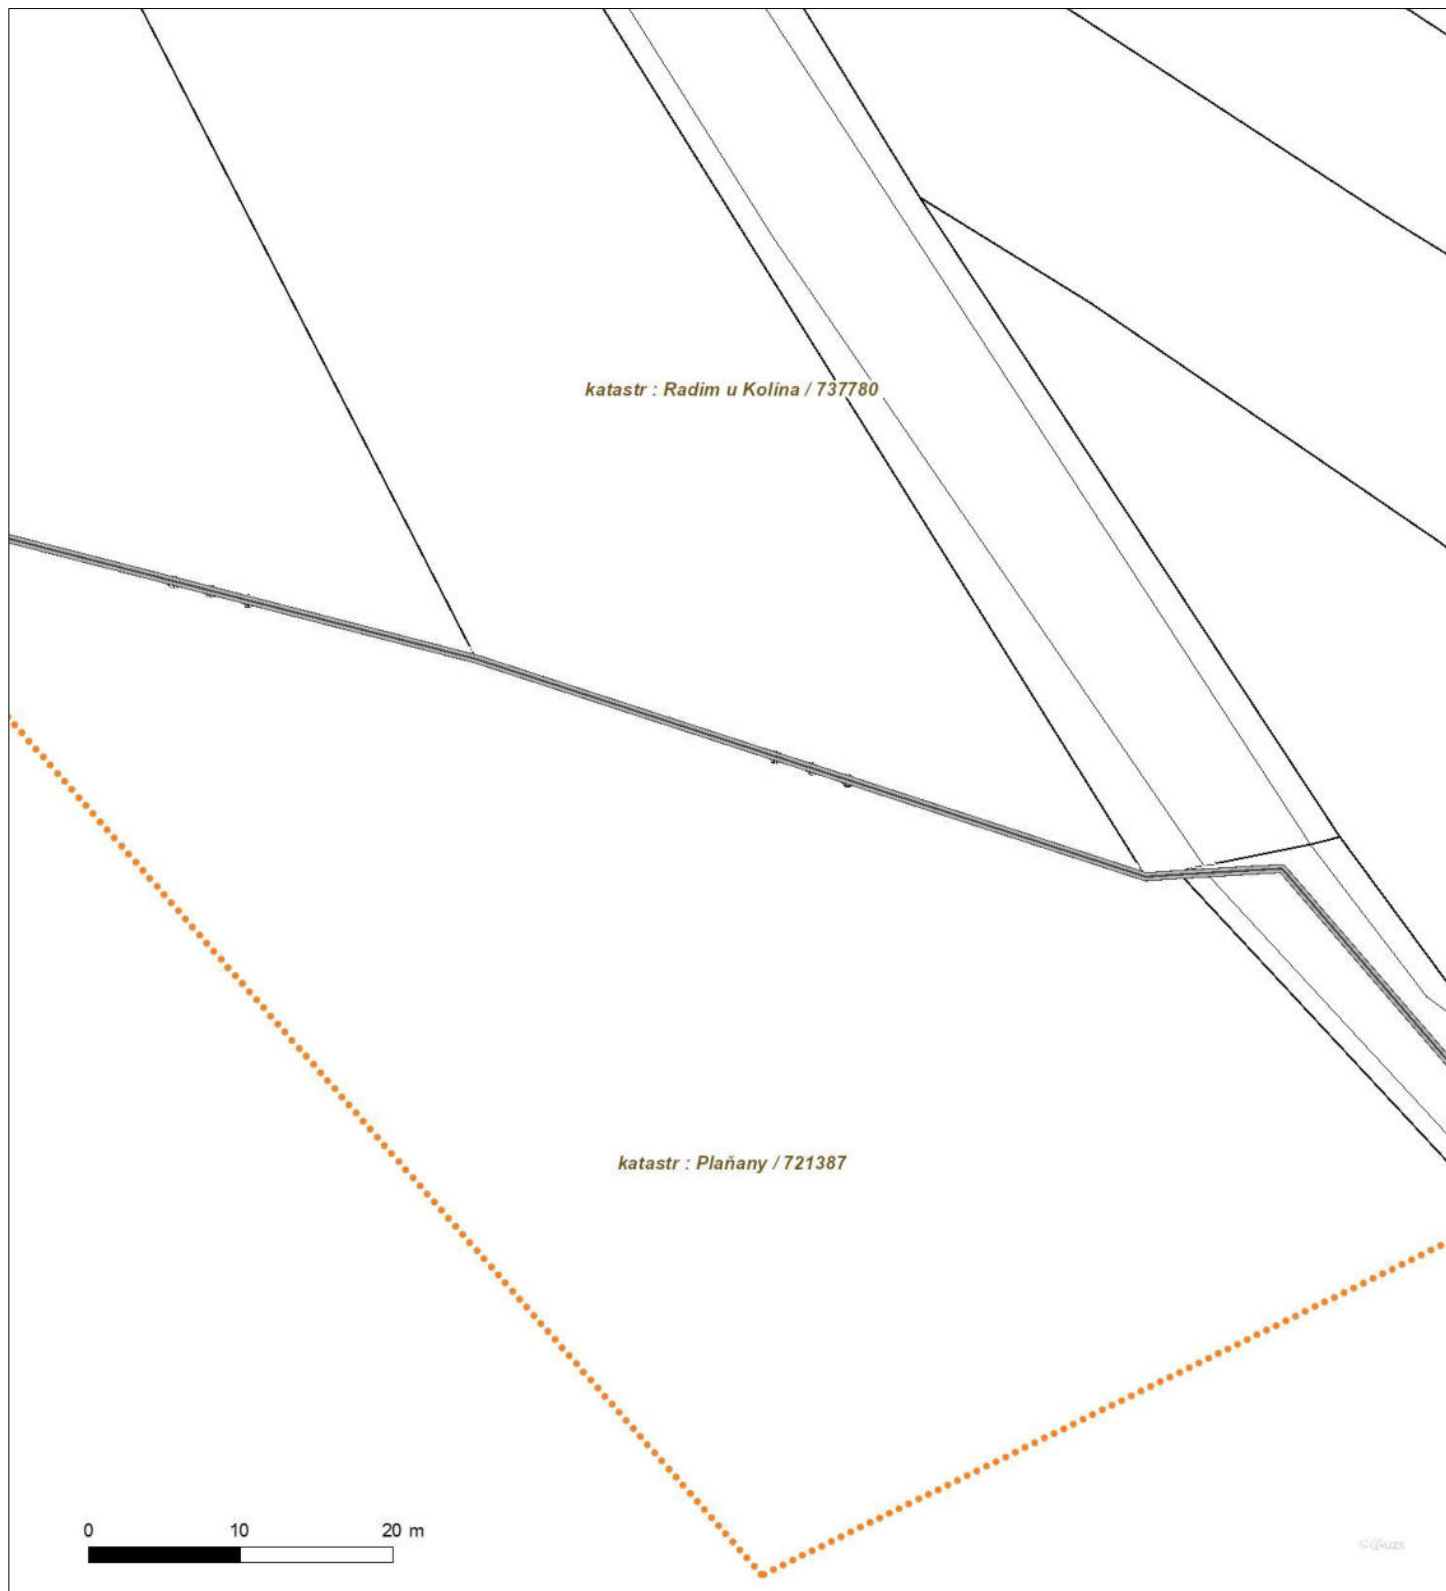 katastr : Radim u Kolína / 737780
katastr : Plaňany / 721387
0 10 20 m